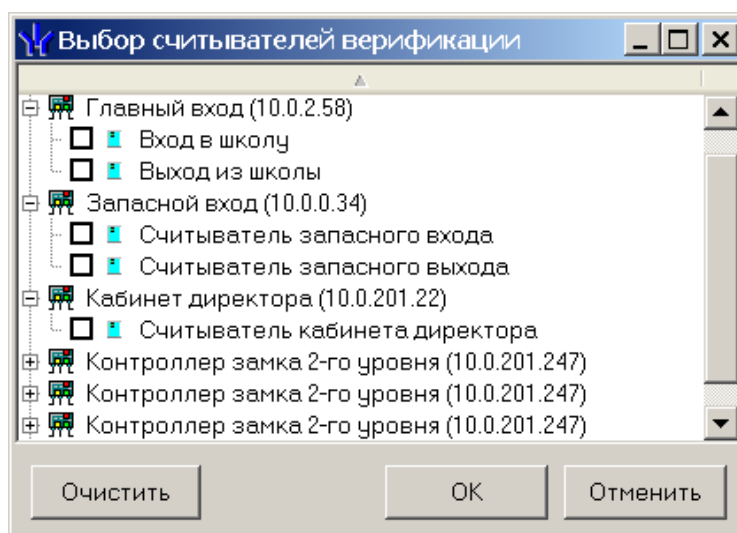 Выбор считывателей верификации
Главный вход (10.0.2.58)
Вход в школу
Выход из школы
Запасной вход (10.0.0.34)
Считыватель запасного входа
Считыватель запасного выхода
Кабинет директора (10.0.201.22)
Считыватель кабинета директора
Контроллер замка 2-го уровня (10.0.201.247)
Контроллер замка 2-го уровня (10.0.201.247)
Контроллер замка 2-го уровня (10.0.201.247)
Очистить OK Отменить